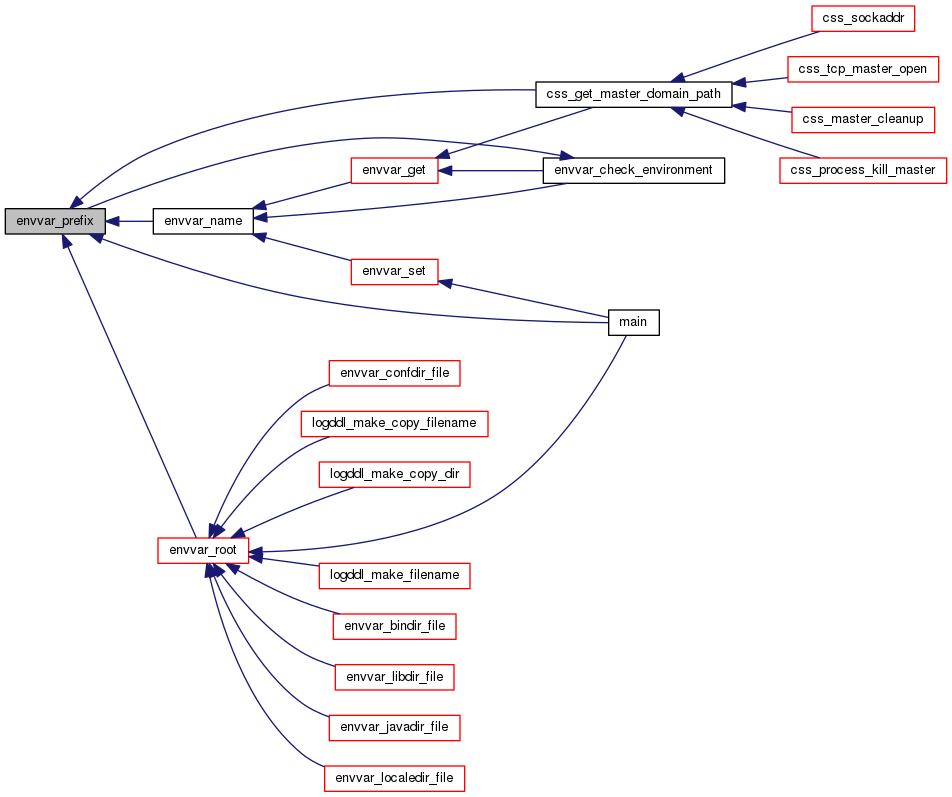 css_sockaddr
css_tcp_master_open
css_get_master_domain_path
css_master_cleanup
envvar_get
envvar_check_environment
css_process_kill_master
envvar_prefix
envvar_name
envvar_set
main
envvar_confdir_file
logddl_make_copy_filename
logddl_make_copy_dir
envvar_root
logddl_make_filename
envvar_bindir_file
envvar_libdir_file
envvar_javadir_file
envvar_localedir_file